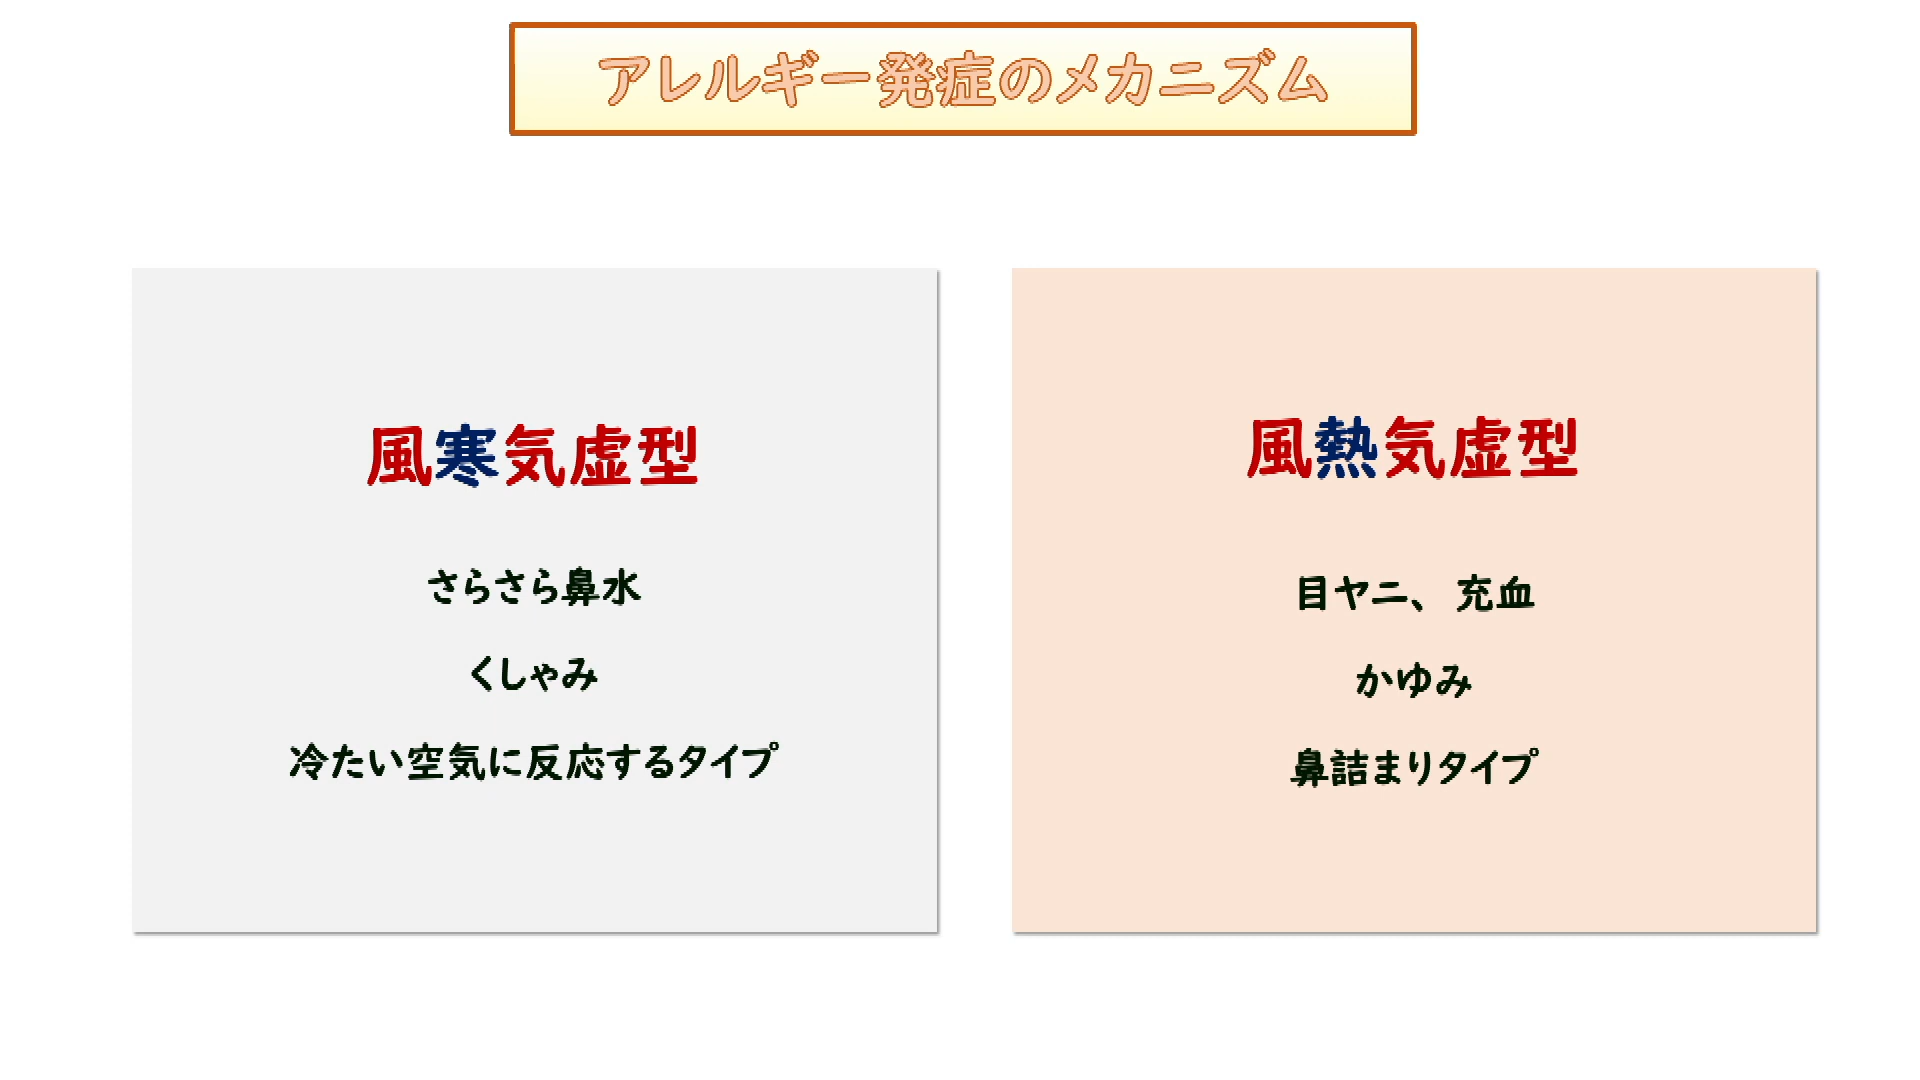 アレルギー発症のメカニズム
風寒気虚型
さらさら鼻水
くしゃみ
冷たい空気に反応するタイプ
風熱気虚型
目ヤニ、 充血
かゆみ
鼻詰まりタイプ